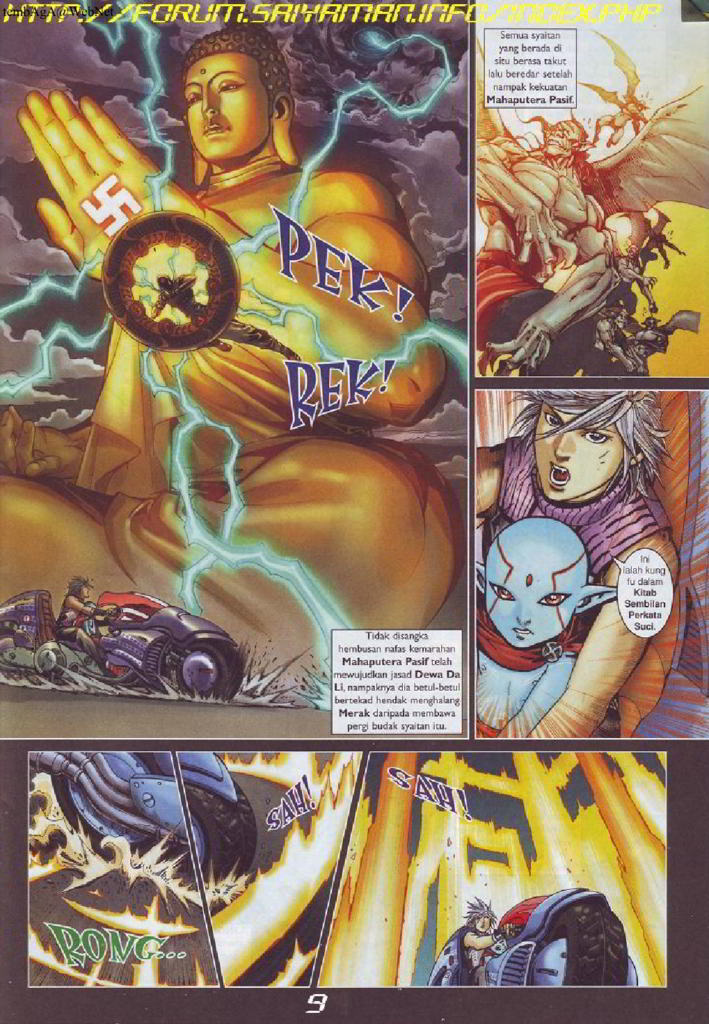 HTTP://FORUM.SAIYAMAN.INFO/INDEX.PHP
tembAgA@WebNet
PEK!
REK!
Tidak disangka
hembusan nafas kemarahan
Mahaputera Pasif telah
mewujudkan jasad Dewa Da
Li, nampaknya dia betul-betul
bertekad hendak menghalang
Merak daripada membawa
pergi budak syaitan itu.
Semua syaitan
yang berada di
situ berasa takut
lalu beredar setelah
nampak kekuatan
Mahaputera Pasif.
Ini
ialah kung
fu dalam
Kitab
Sembilan
Perkata
Suci.
RONG...
SAH!
SAH!
9